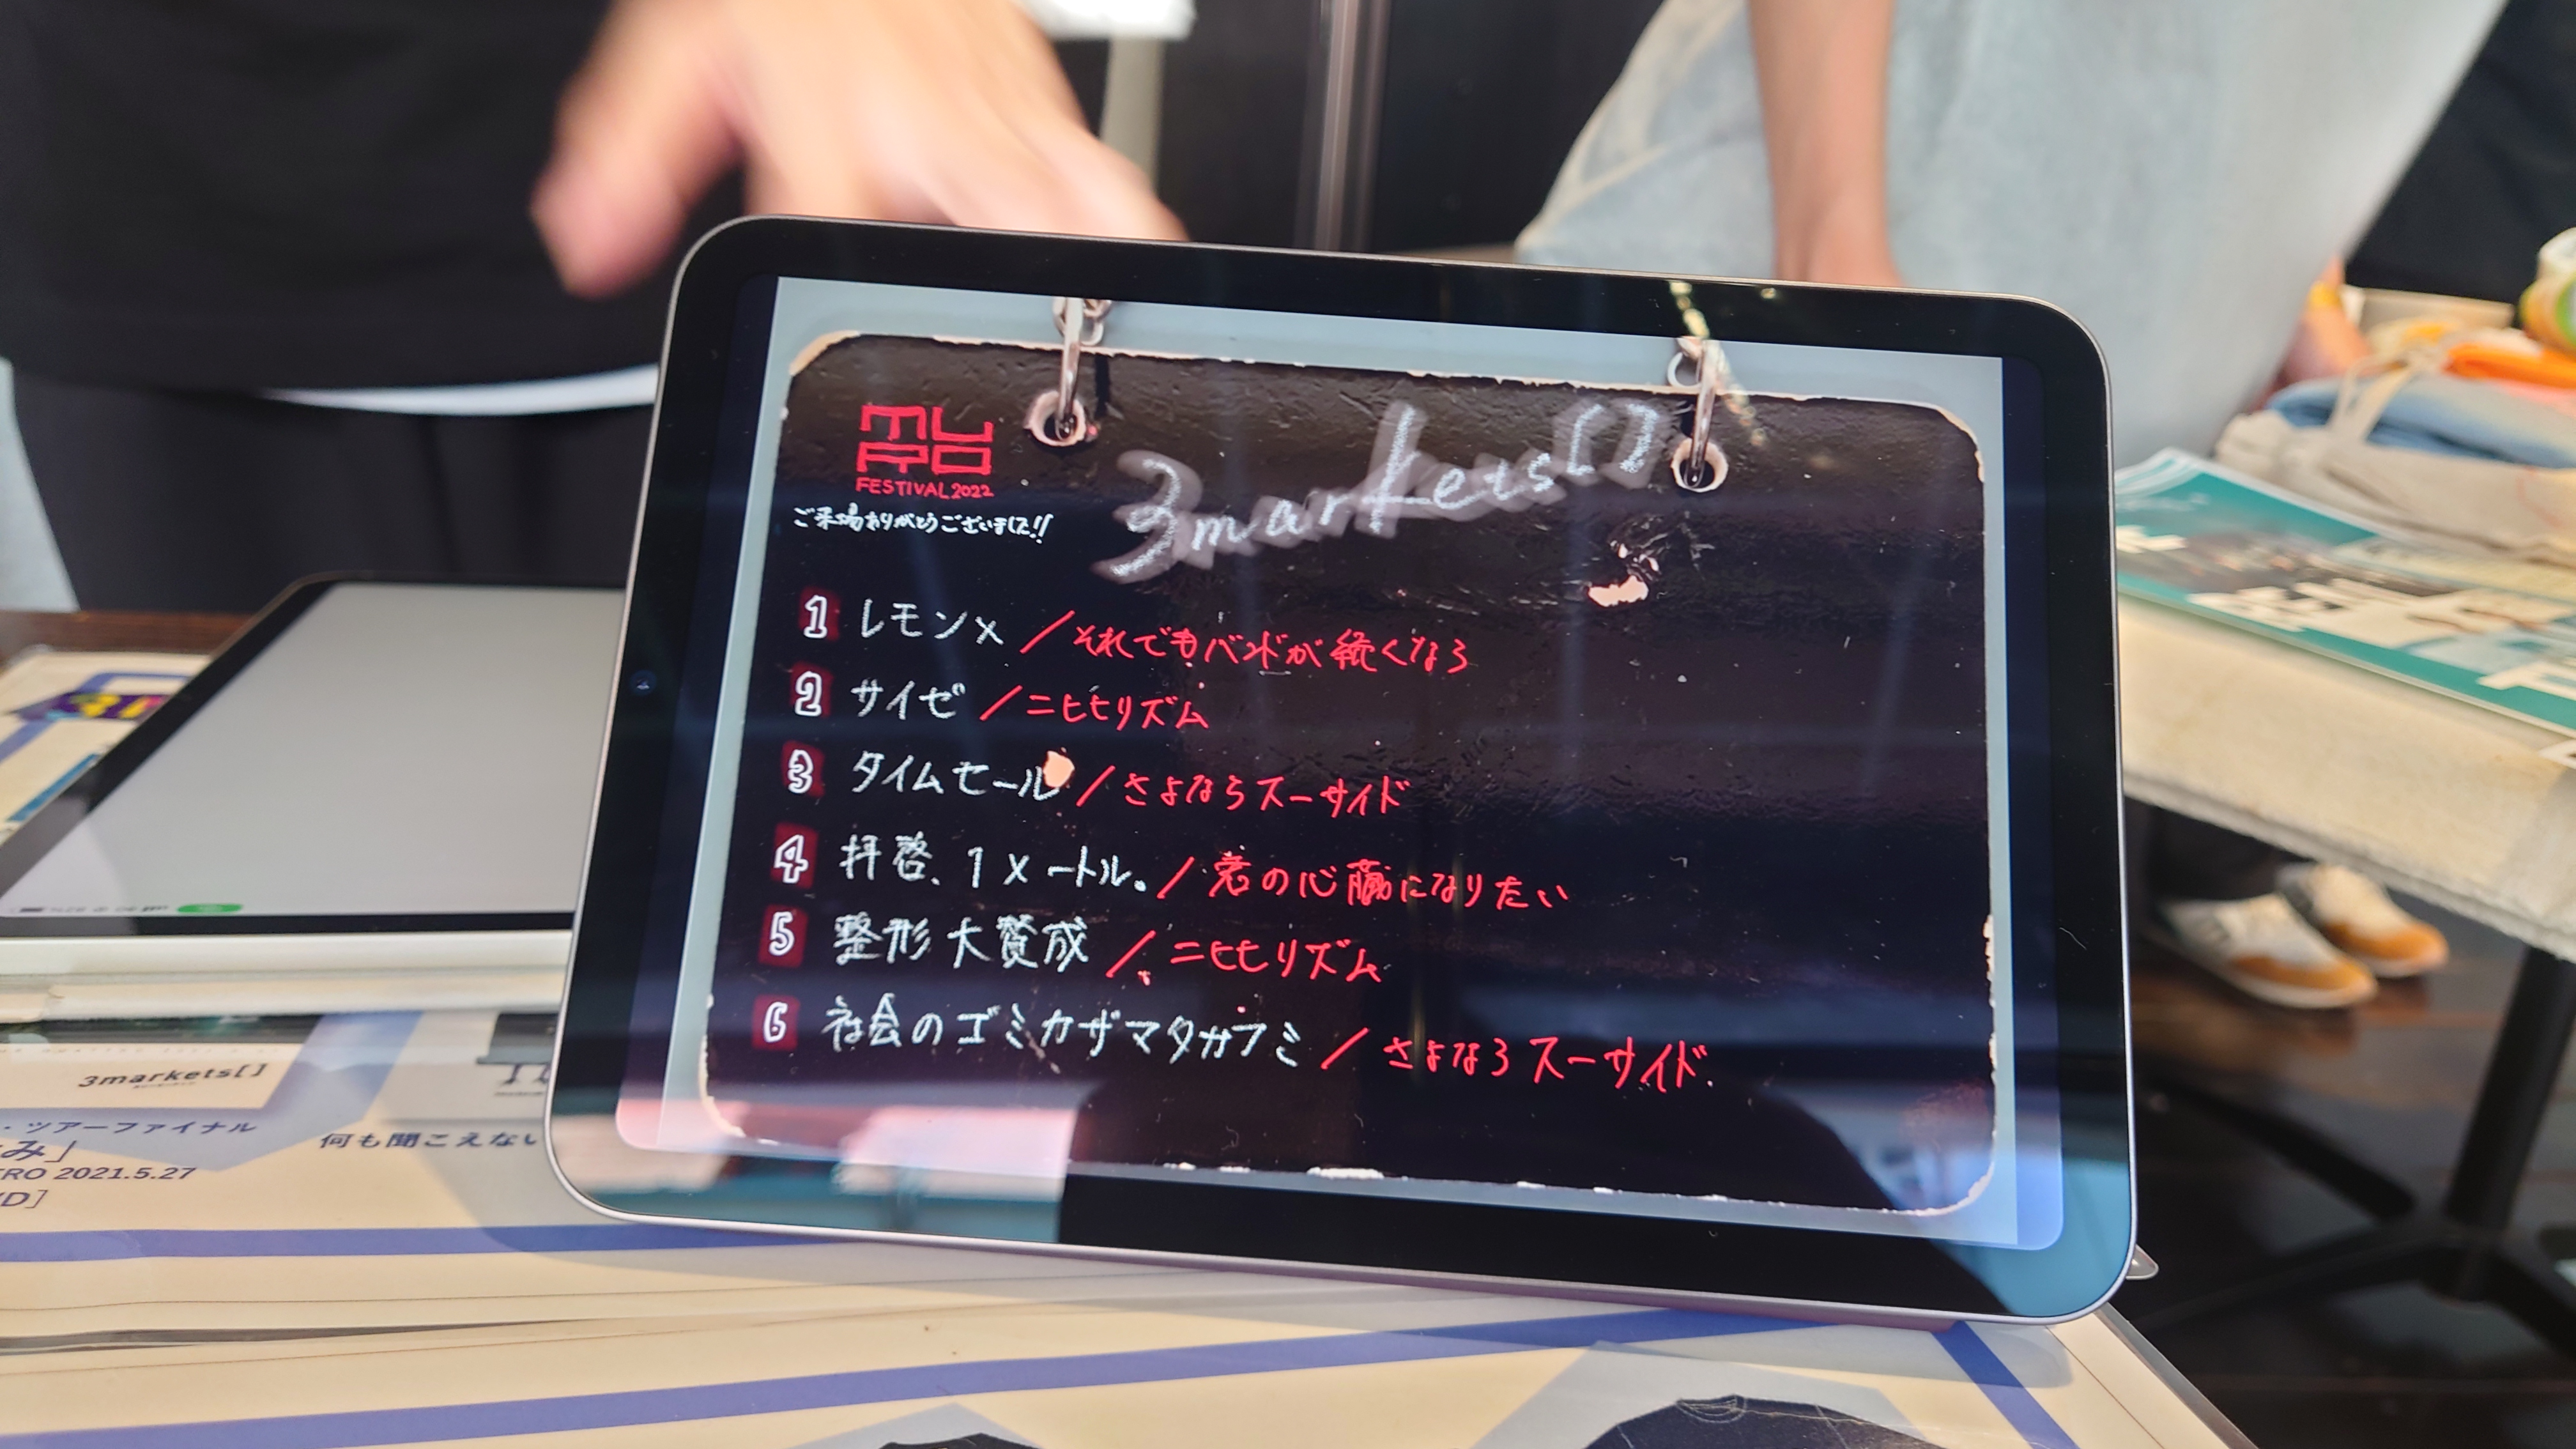 MURO
FESTIVAL2022
ご来場ありがとうございました!!
3markets[]
1 レモン× / それでもバンドが続くなら
2 サイゼ / ニヒヒリズム
3 タイムセール / さよならスーサイド
4 拝啓、1メートル。 / 君の心臓になりたい
5 整形大賛成 / ニヒヒリズム
6 社会のゴミカザマタカフミ / さよならスーサイド
3markets[]
・ツアーファイナル
み」
RO 2021.5.27
D]
何も聞こえない